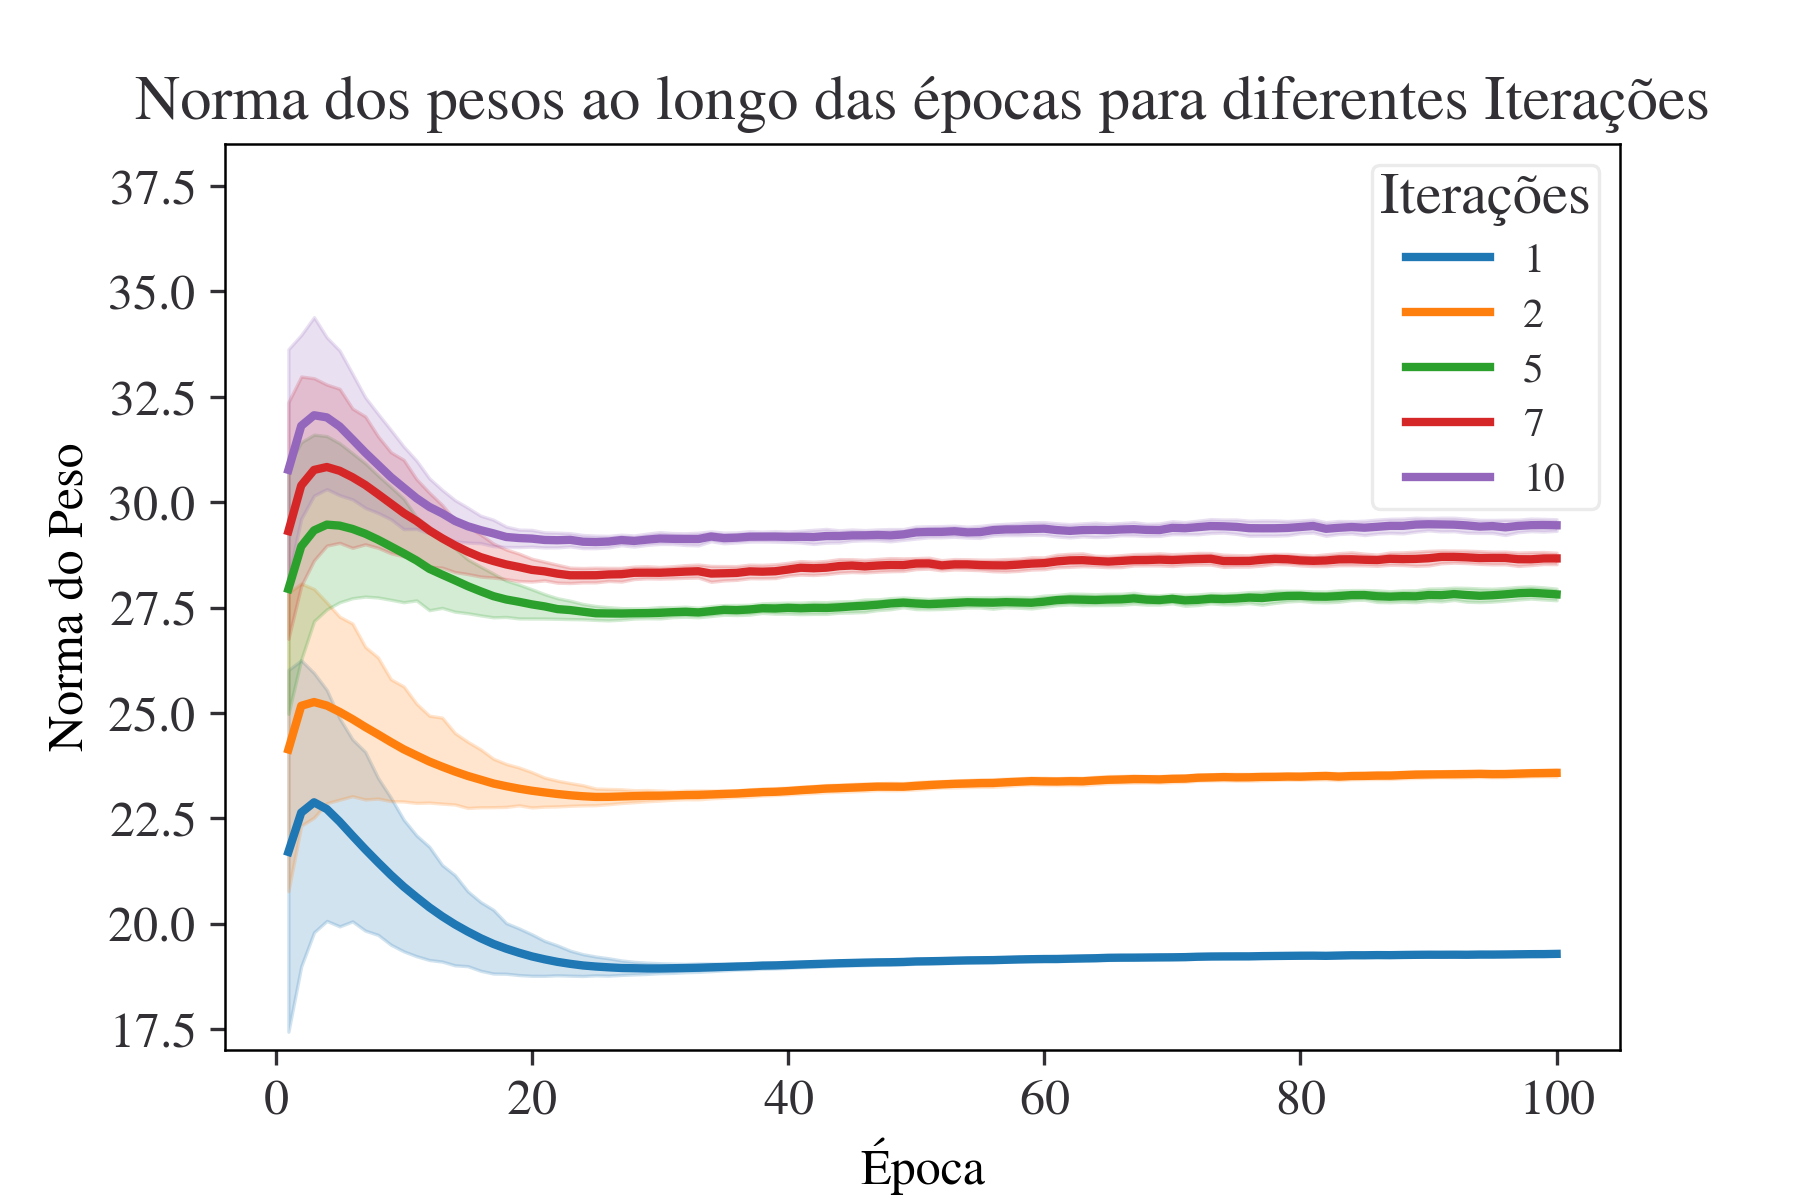 Norma dos pesos ao longo das épocas para diferentes Iterações
Norma do Peso
37.5
35.0
32.5
30.0
27.5
25.0
22.5
20.0
17.5
Iterações
1
2
5
7
10
0 20 40 60 80 100
Época